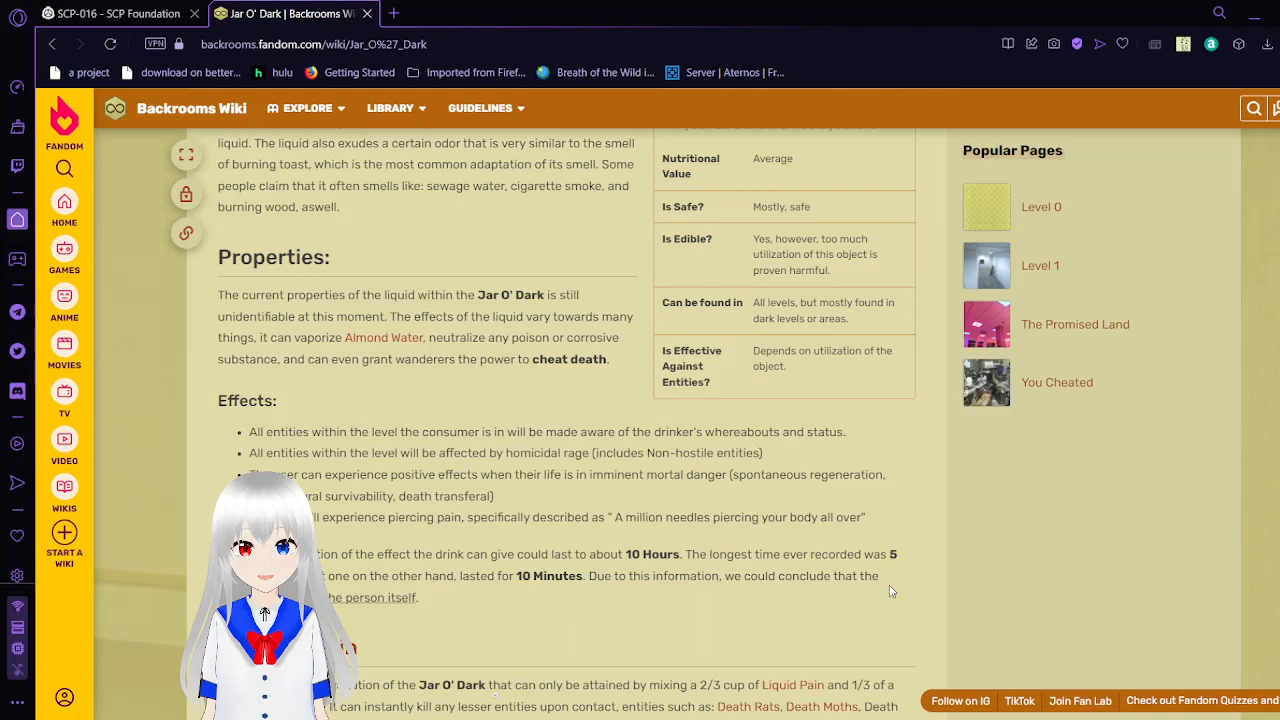 SCP-016 - SCP Foundation
Jar O' Dark | Backrooms Wi
VPN
backrooms.fandom.com/wiki/Jar_O%27_Dark
a project
download on better...
hulu
Getting Started
Imported from Firef...
Breath of the Wild i...
Server | Aternos | Fr...
FANDOM
HOME
GAMES
ANIME
MOVIES
TV
VIDEO
WIKIS
START A
WIKI
Backrooms Wiki
EXPLORE
LIBRARY
GUIDELINES
liquid. The liquid also exudes a certain odor that is very similar to the smell
of burning toast, which is the most common adaptation of its smell. Some
people claim that it often smells like: sewage water, cigarette smoke, and
burning wood, aswell.
Properties:
The current properties of the liquid within the Jar O' Dark is still
unidentifiable at this moment. The effects of the liquid vary towards many
things, it can vaporize Almond Water, neutralize any poison or corrosive
substance, and can even grant wanderers the power to cheat death.
Nutritional
Value
Average
Is Safe?
Mostly, safe
Is Edible?
Yes, however, too much
utilization of this object is
proven harmful.
Can be found in
All levels, but mostly found in
dark levels or areas.
Is Effective
Against
Entities?
Depends on utilization of the
object.
Effects:
• All entities within the level the consumer is in will be made aware of the drinker's whereabouts and status.
• All entities within the level will be affected by homicidal rage (includes Non-hostile entities)
• can experience positive effects when their life is in imminent mortal danger (spontaneous regeneration,
survivability, death transferal)
experience piercing pain, specifically described as " A million needles piercing your body all over"
of the effect the drink can give could last to about 10 Hours. The longest time ever recorded was 5
one on the other hand, lasted for 10 Minutes. Due to this information, we could conclude that the
the person itself.
of the Jar O' Dark that can only be attained by mixing a 2/3 cup of Liquid Pain and 1/3 of a
can instantly kill any lesser entities upon contact, entities such as: Death Rats, Death Moths, Death
Popular Pages
Level 0
Level 1
The Promised Land
You Cheated
Follow on IG
TikTok
Join Fan Lab
Check out Fandom Quizzes and